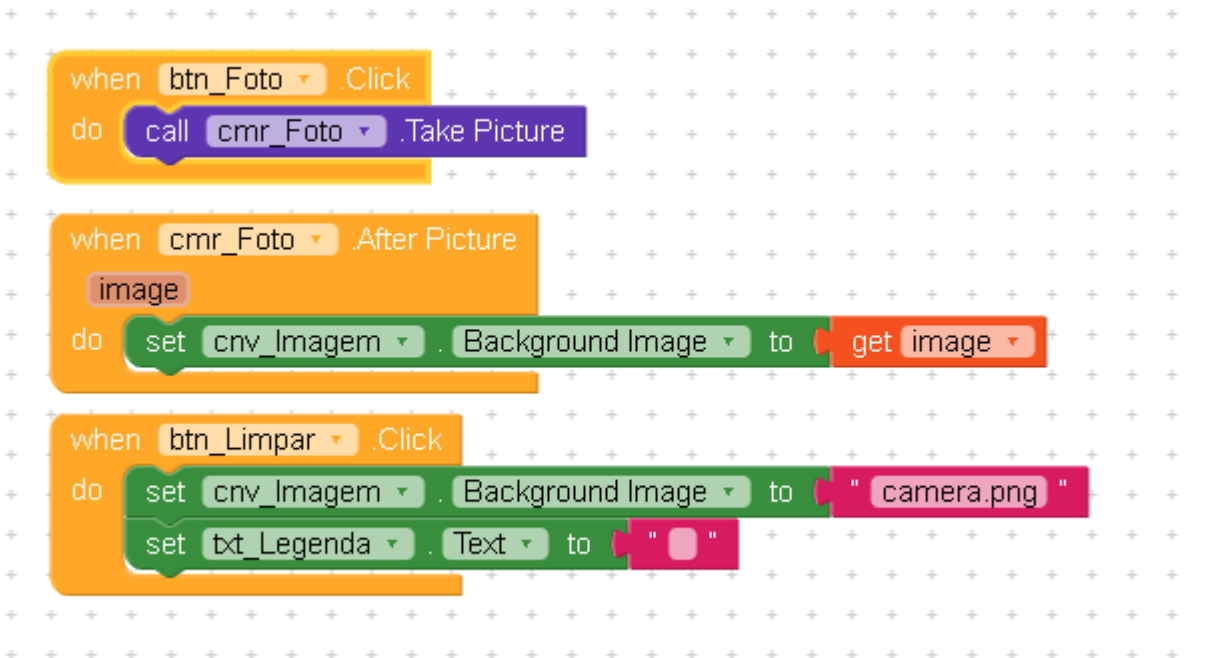 when btn_Foto .Click
do call cmr_Foto .Take Picture
when cmr_Foto .After Picture
image
do set cnv_Imagem . Background Image to get image
when btn_Limpar .Click
do set cnv_Imagem . Background Image to " camera.png "
set txt_Legenda . Text to " "